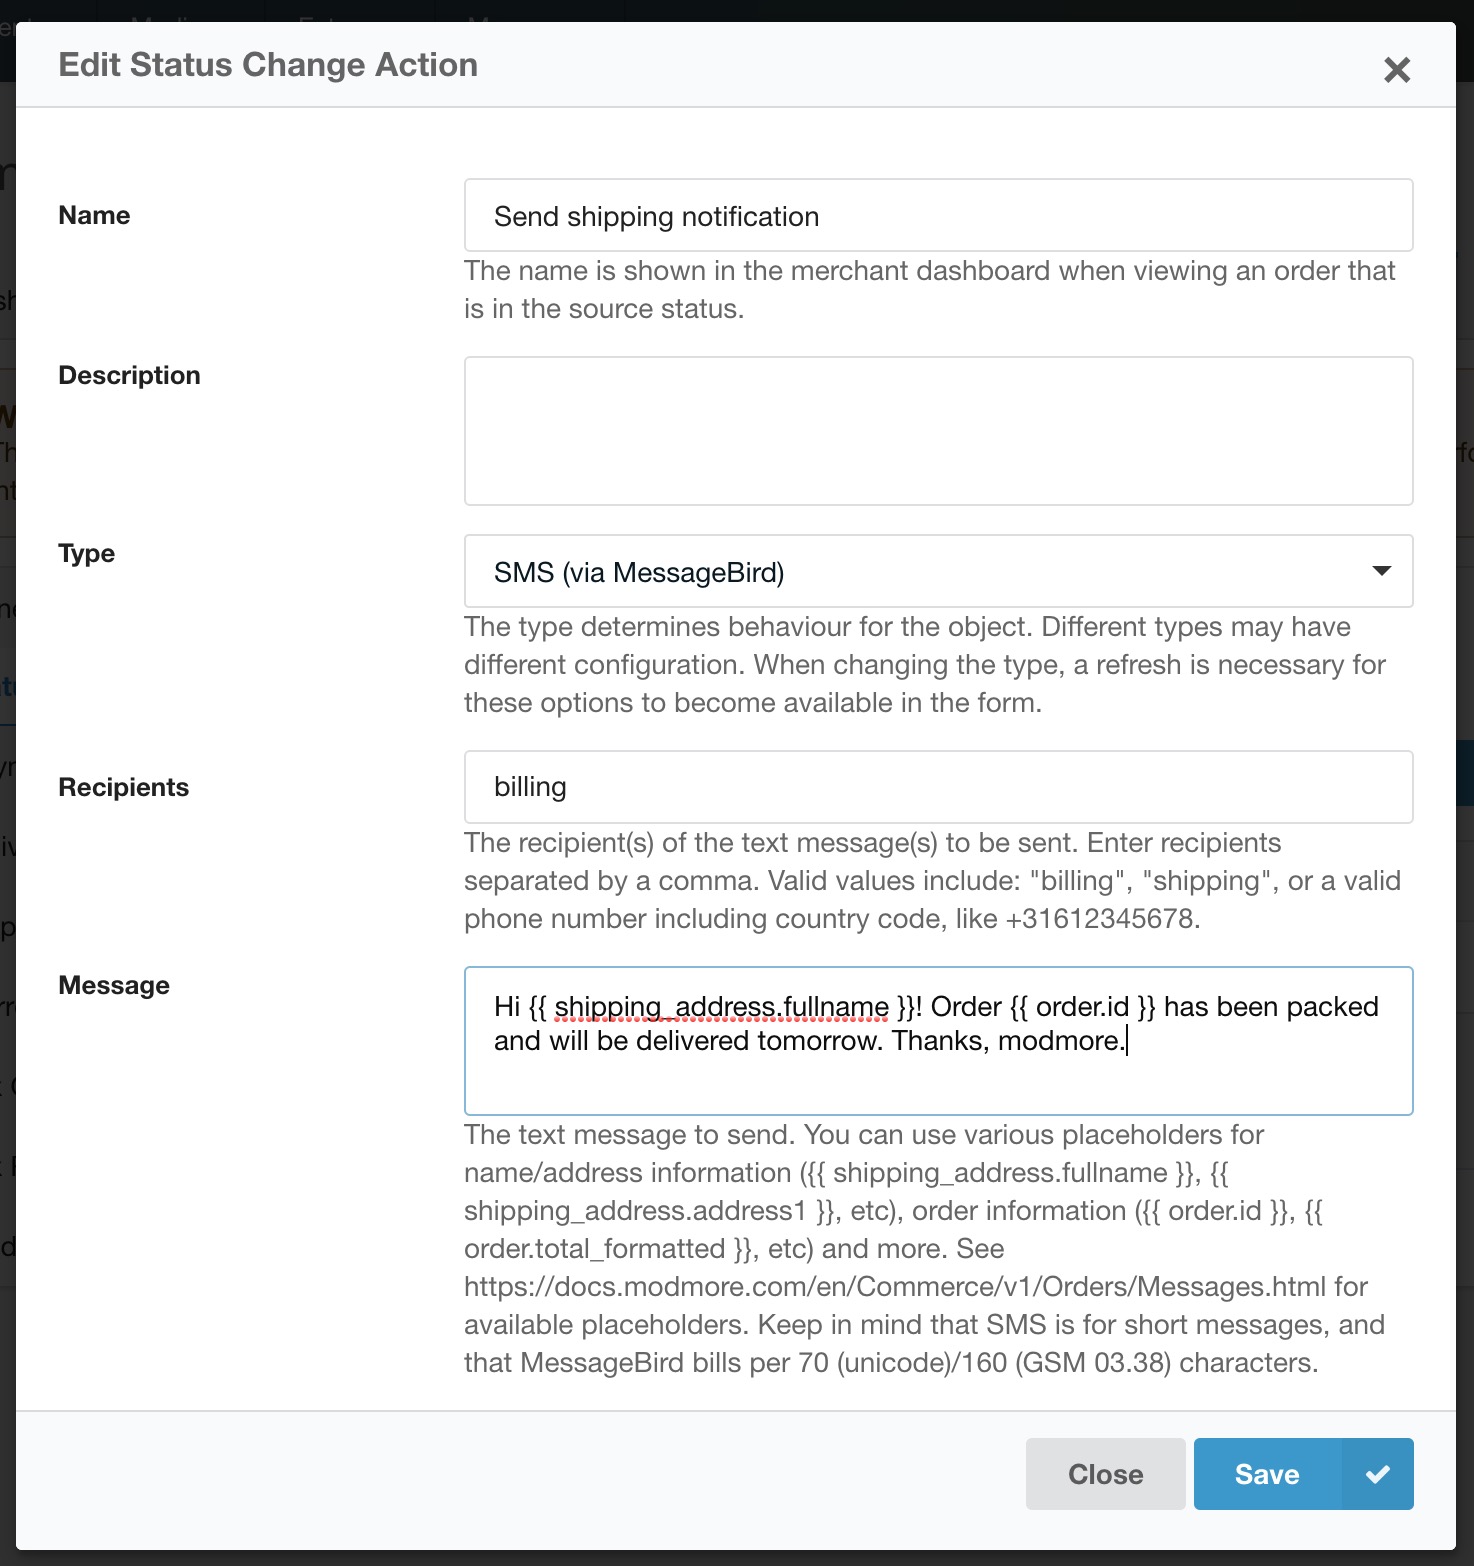 Edit Status Change Action
Name
Send shipping notification
The name is shown in the merchant dashboard when viewing an order that
is in the source status.
Description
Type
SMS (via MessageBird)
The type determines behaviour for the object. Different types may have
different configuration. When changing the type, a refresh is necessary for
these options to become available in the form.
Recipients
billing
The recipient(s) of the text message(s) to be sent. Enter recipients
separated by a comma. Valid values include: "billing", "shipping", or a valid
phone number including country code, like +31612345678.
Message
Hi {{ shipping_address.fullname }}! Order {{ order.id }} has been packed
and will be delivered tomorrow. Thanks, modmore.
The text message to send. You can use various placeholders for
name/address information ({{ shipping_address.fullname }}, {{
shipping_address.address1 }}, etc), order information ({{ order.id }}, {{
order.total_formatted }}, etc) and more. See
https://docs.modmore.com/en/Commerce/v1/Orders/Messages.html for
available placeholders. Keep in mind that SMS is for short messages, and
that MessageBird bills per 70 (unicode)/160 (GSM 03.38) characters.
Close
Save